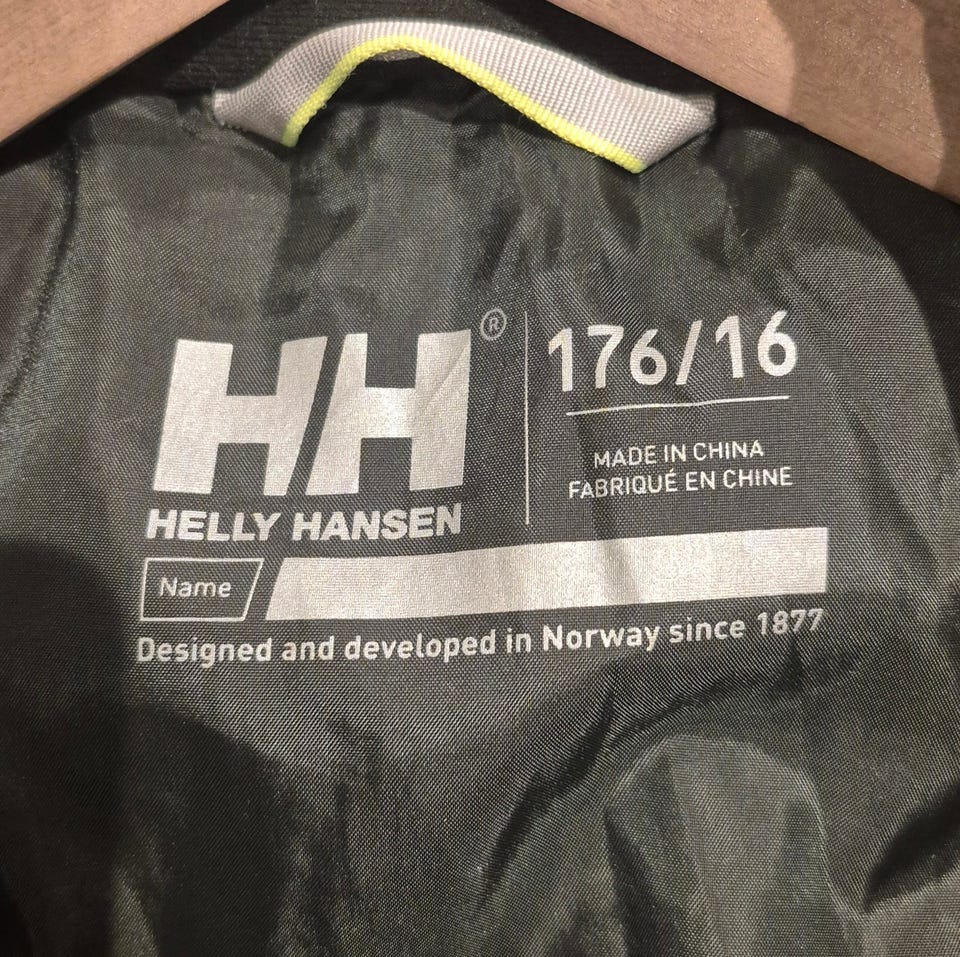 HH®
HELLY HANSEN
176/16
MADE IN CHINA
FABRIQUÉ EN CHINE
Name
Designed and developed in Norway since 1877